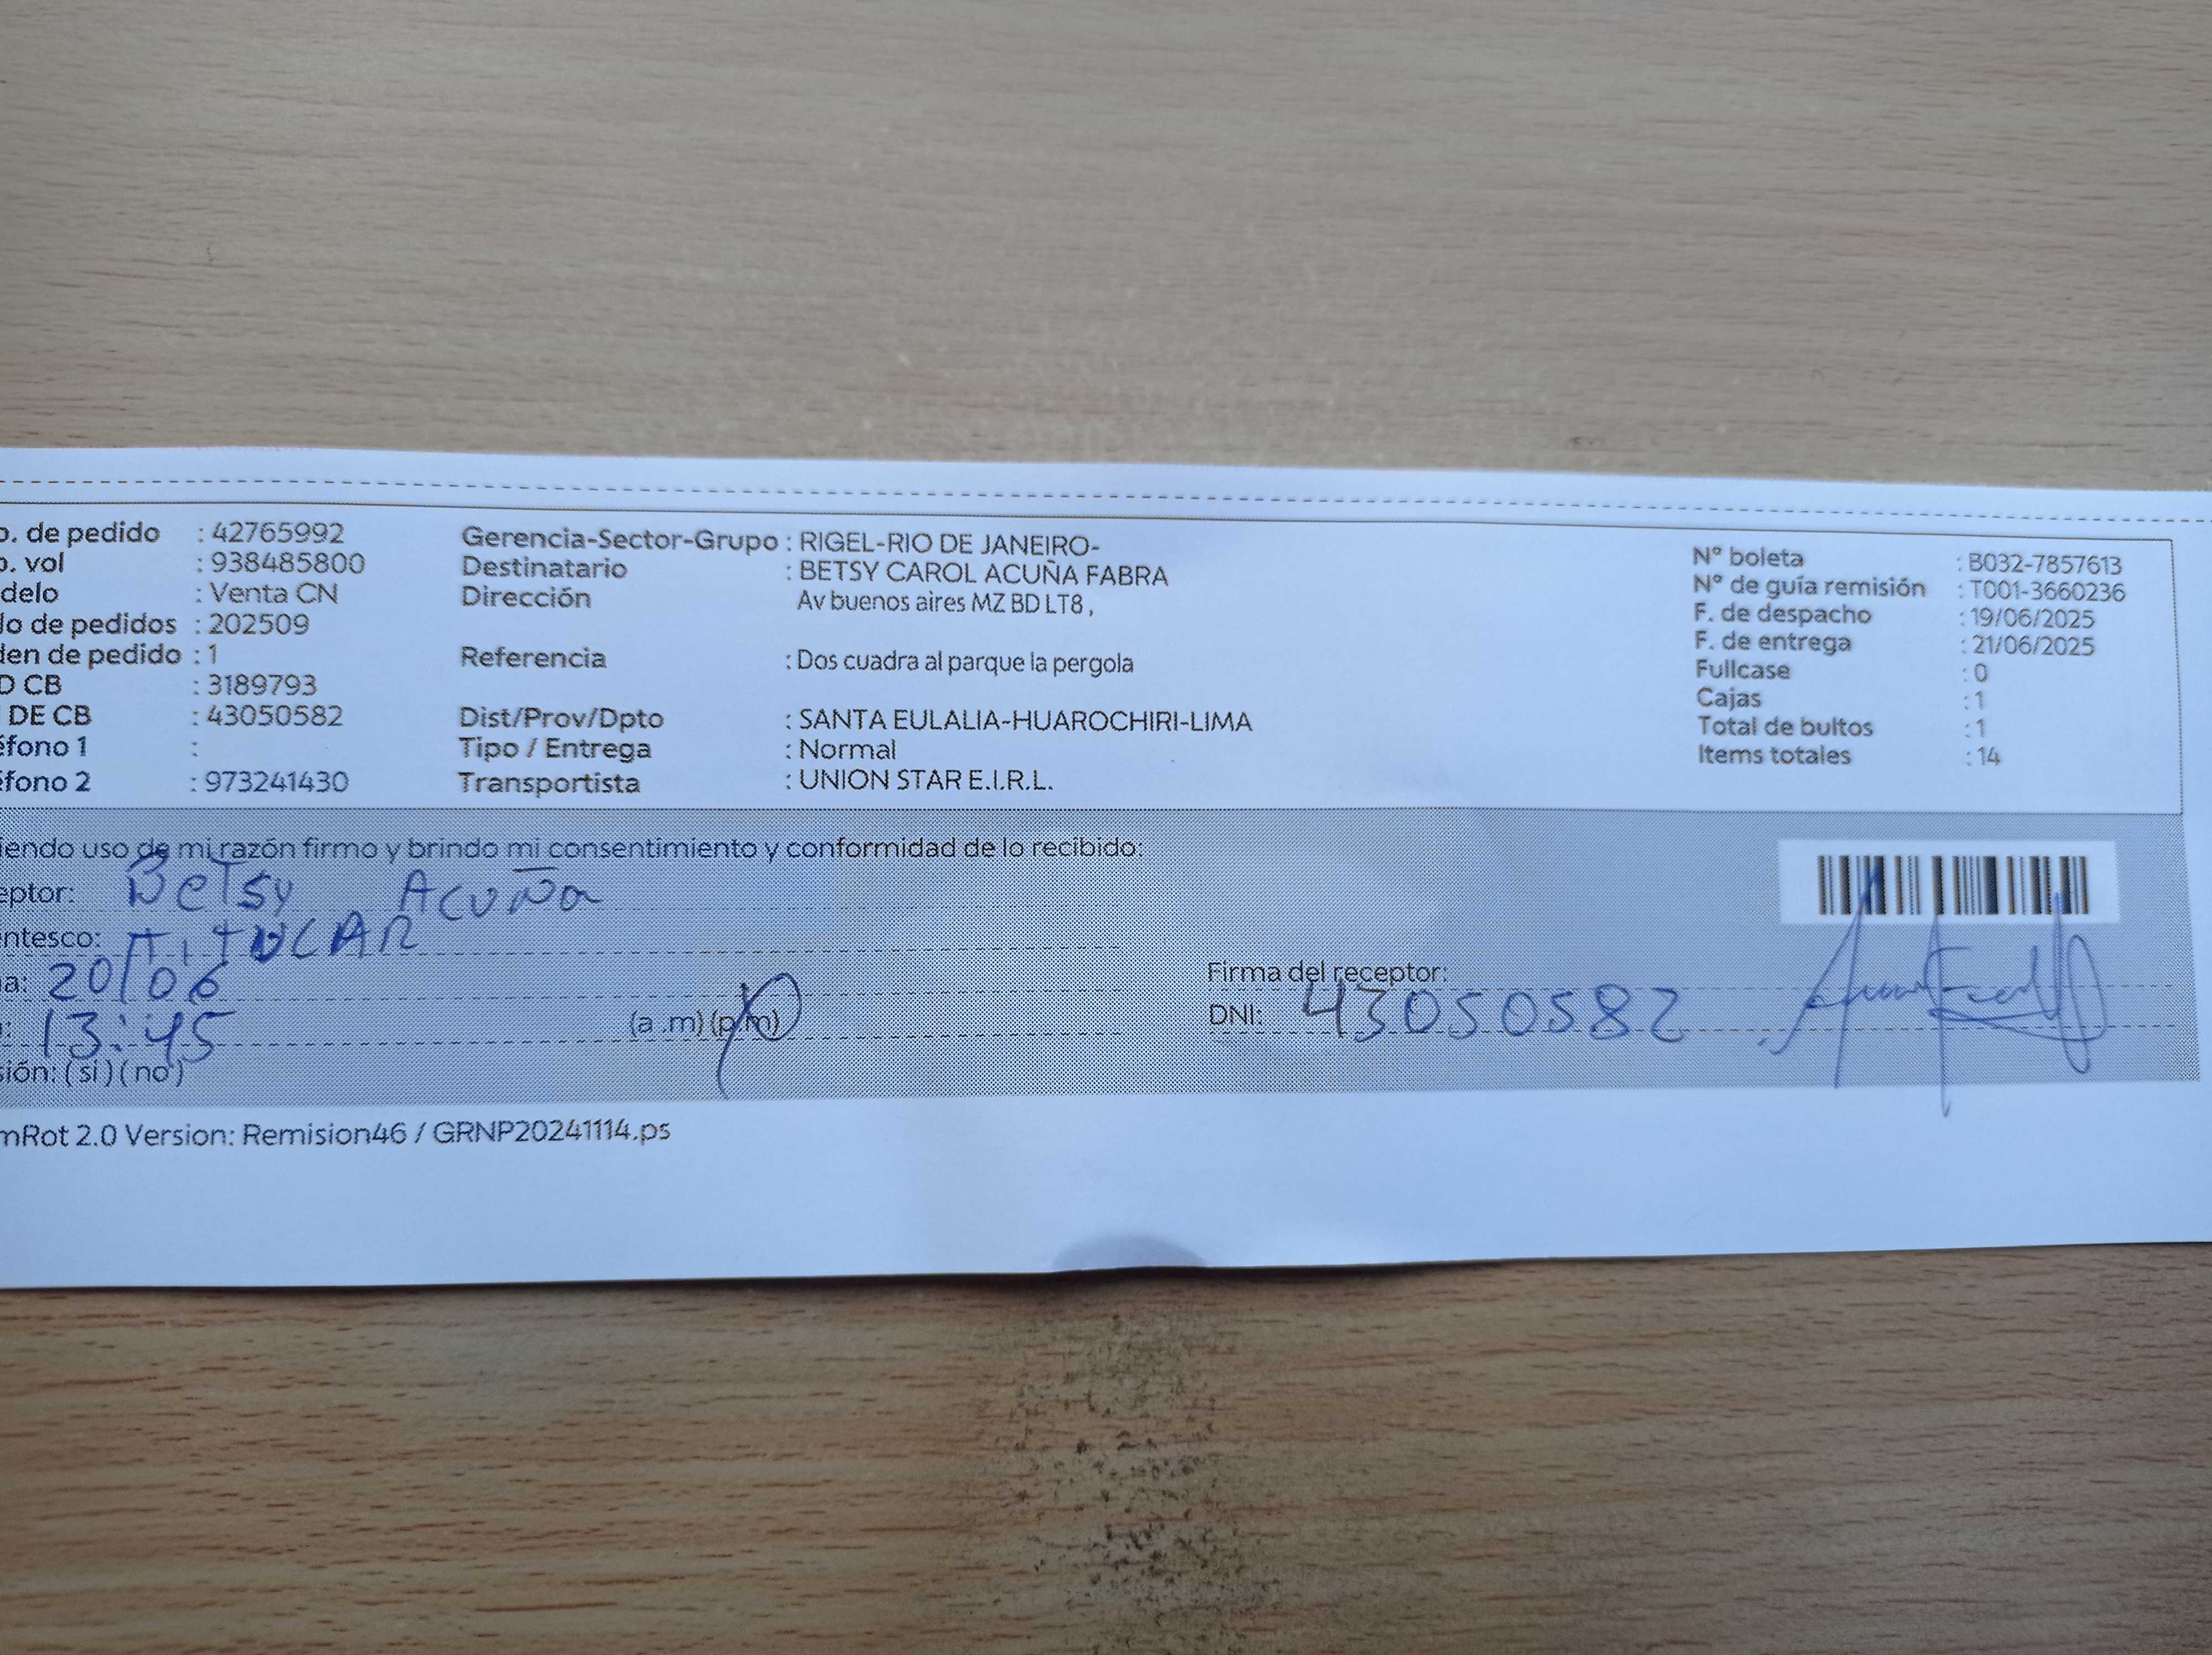 o. de pedido : 42765992
o. vol : 938485800
delo : Venta CN
lo de pedidos : 202509
den de pedido : 1
D CB : 3189793
DE CB : 43050582
éfono 1 :
éfono 2 : 973241430
Gerencia-Sector-Grupo : RIGEL-RIO DE JANEIRO-
Destinatario : BETSY CAROL ACUÑA FABRA
Dirección Av buenos aires MZ BD LT8 ,
Referencia : Dos cuadra al parque la pergola
Dist/Prov/Dpto : SANTA EULALIA-HUAROCHIRI-LIMA
Tipo / Entrega : Normal
Transportista : UNION STAR E.I.R.L.
N° boleta : B032-7857613
N° de guía remisión : T001-3660236
F. de despacho : 19/06/2025
F. de entrega : 21/06/2025
Fullcase : 0
Cajas : 1
Total de bultos : 1
Items totales : 14
iendo uso de mi razón firmo y brindo mi consentimiento y conformidad de lo recibido:
eptor: Betsy Acuña
entesco: TITULAR
a: 20/06
: 13:45 (a .m) (p.m)
sión: ( si ) ( no )
Firma del receptor:
DNI: 43050582
mRot 2.0 Version: Remision46 / GRNP20241114.ps